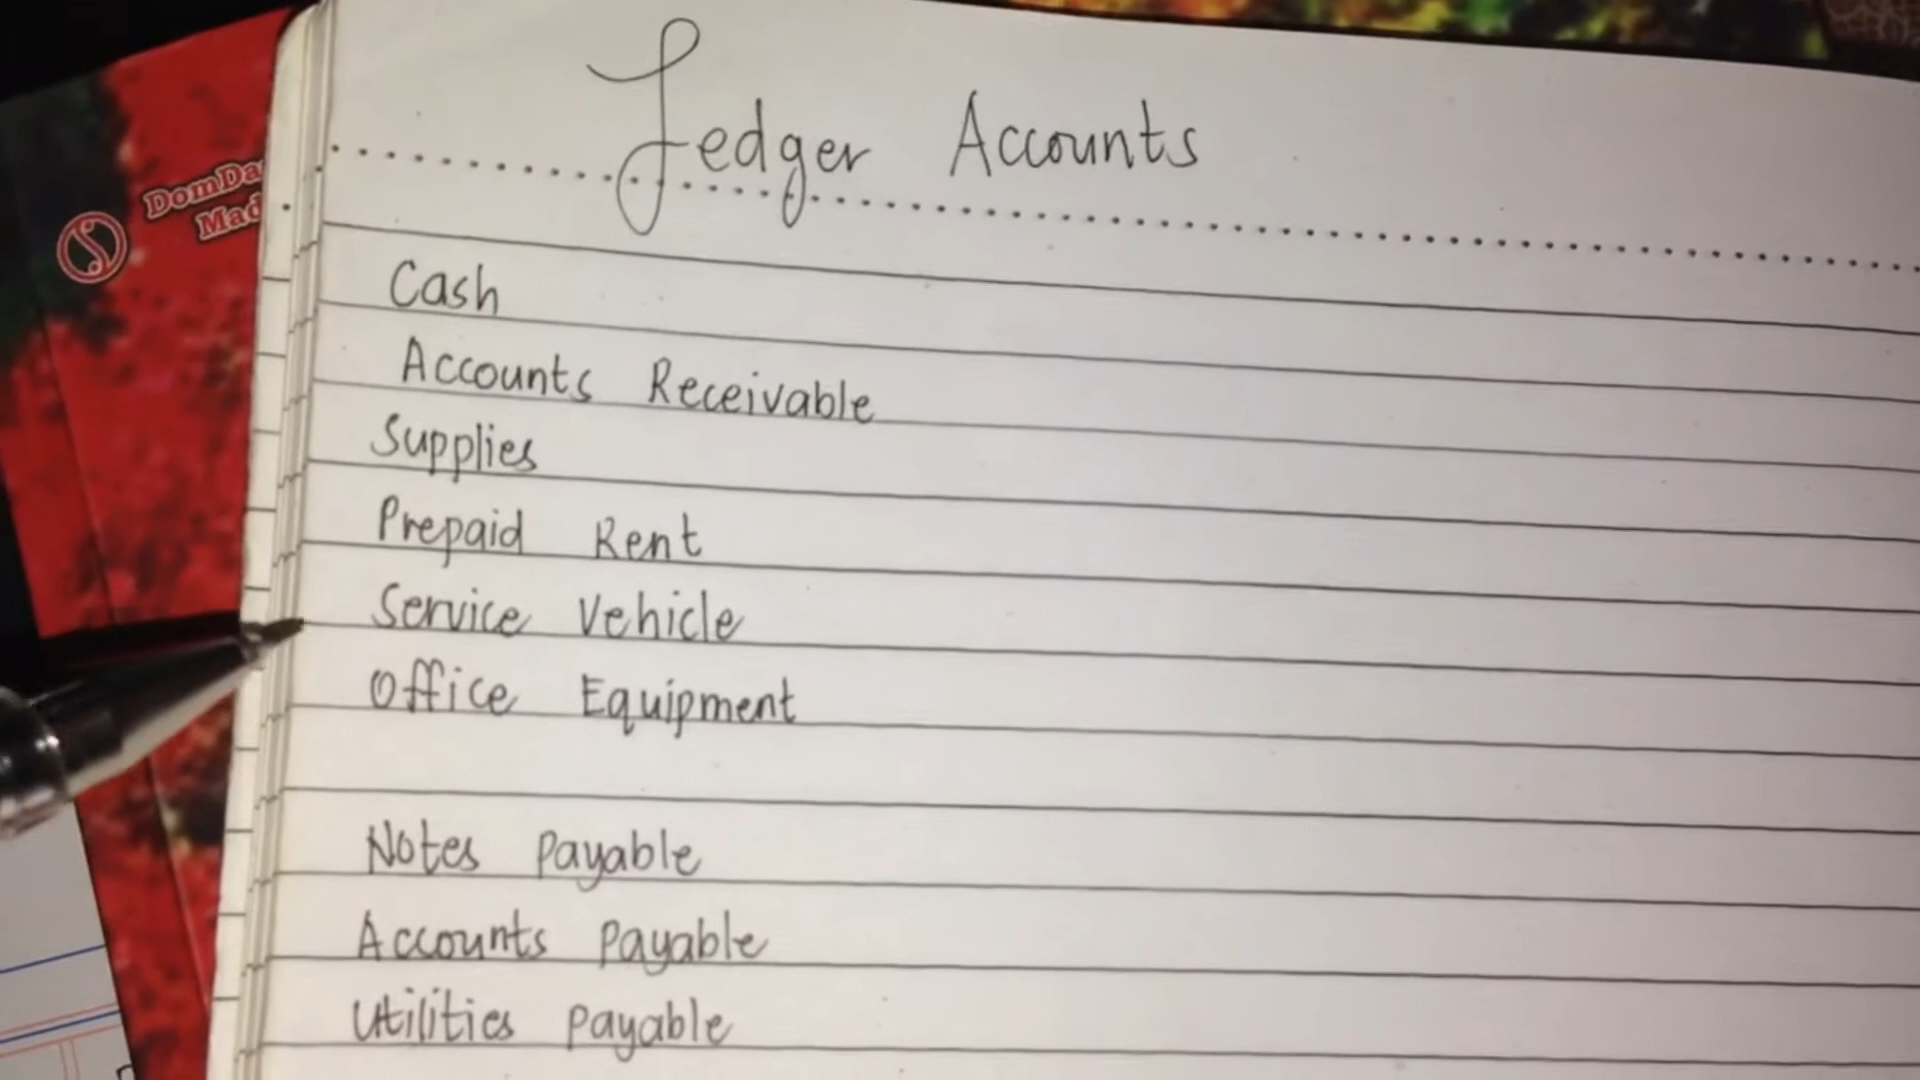 Ledger Accounts
Cash
Accounts Receivable
Supplies
Prepaid Rent
Service Vehicle
Office Equipment
Notes Payable
Accounts Payable
Utilities Payable